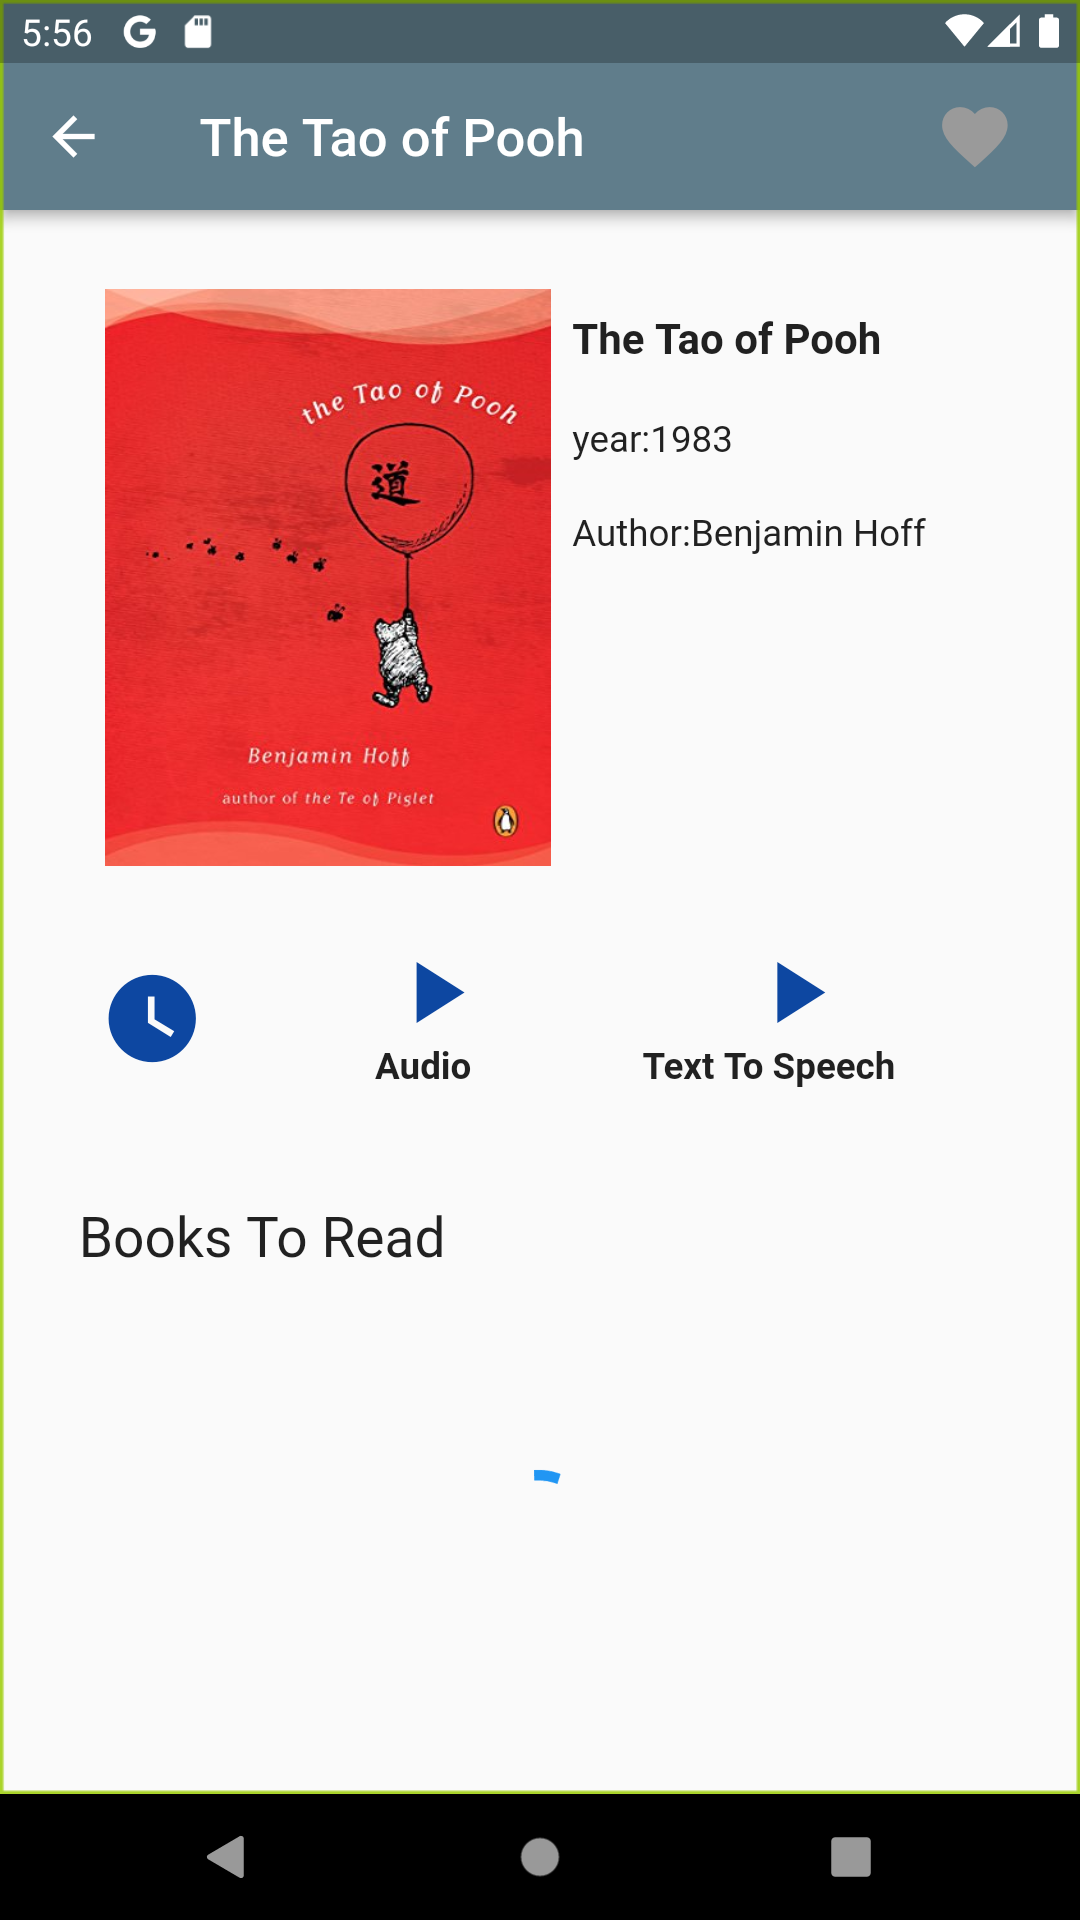 5:56
The Tao of Pooh
the Tao of Pooh
道
Benjamin Hoff
author of the Te of Piglet
The Tao of Pooh
year:1983
Author:Benjamin Hoff
Audio
Text To Speech
Books To Read